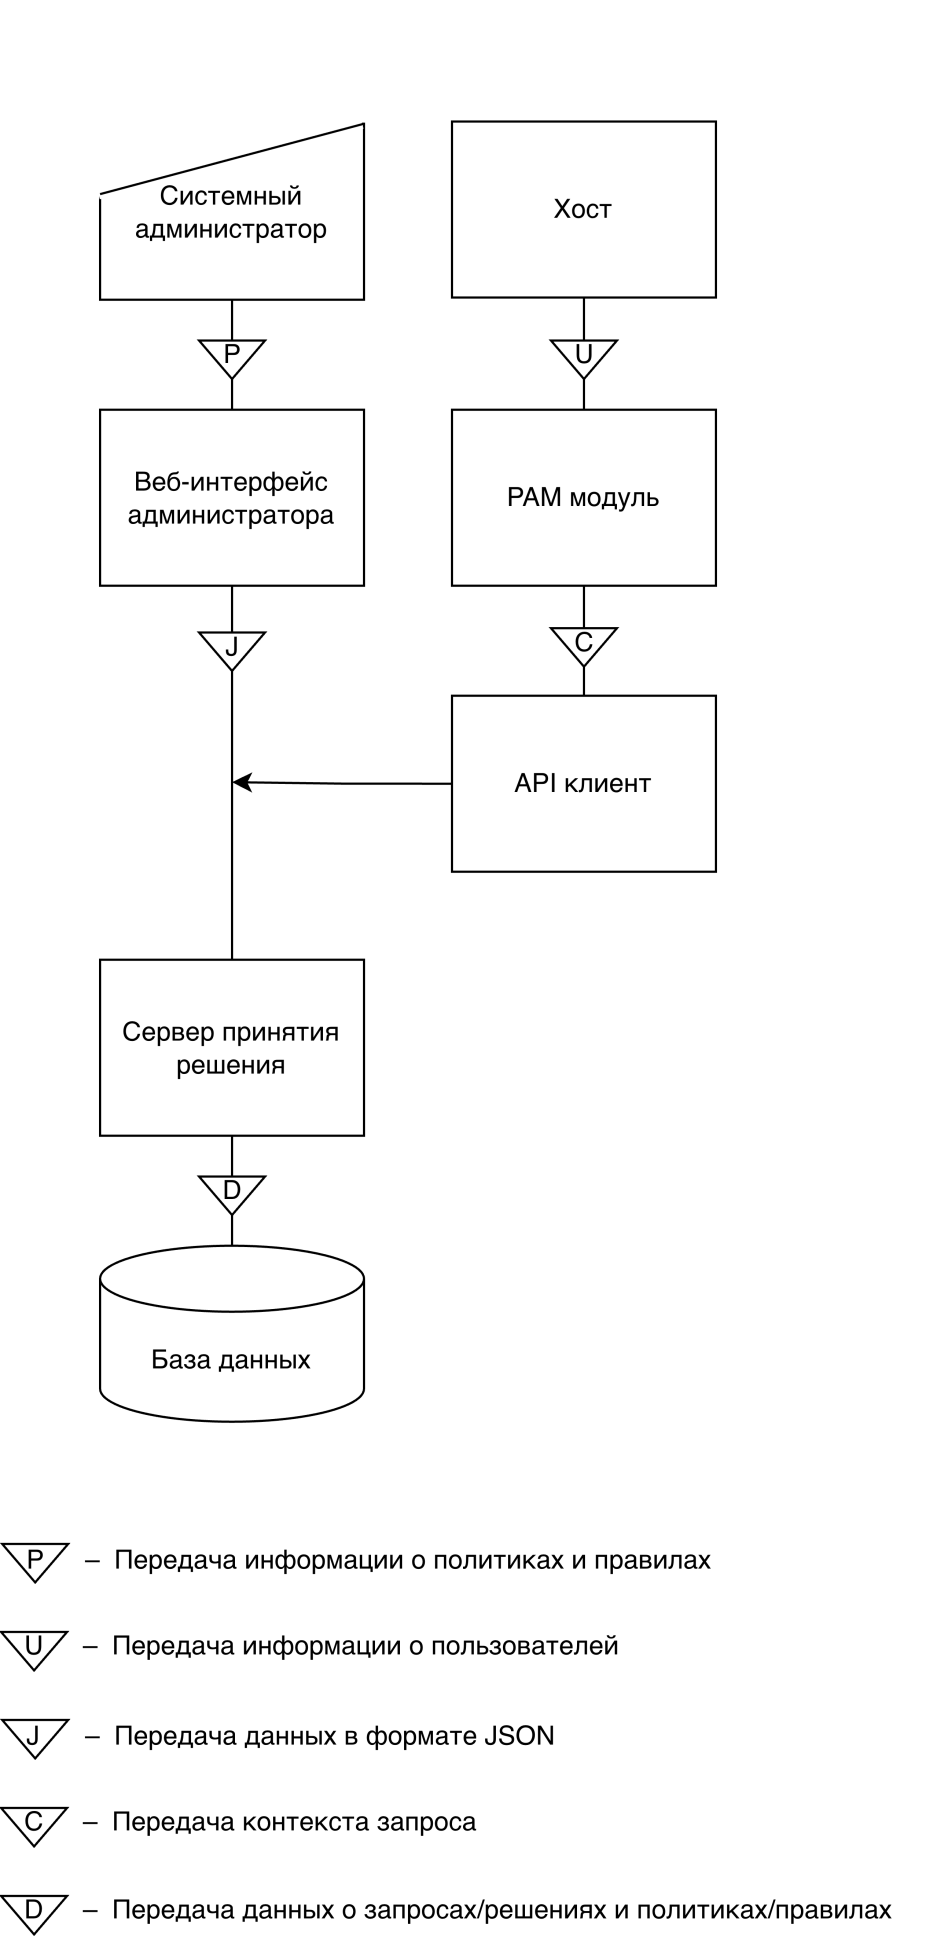 Системный
администратор
Хост
P
U
Веб-интерфейс
администратора
PAM модуль
J
C
API клиент
Сервер принятия
решения
D
База данных
P – Передача информации о политиках и правилах
U – Передача информации о пользователей
J – Передача данных в формате JSON
C – Передача контекста запроса
D – Передача данных о запросах/решениях и политиках/правилах